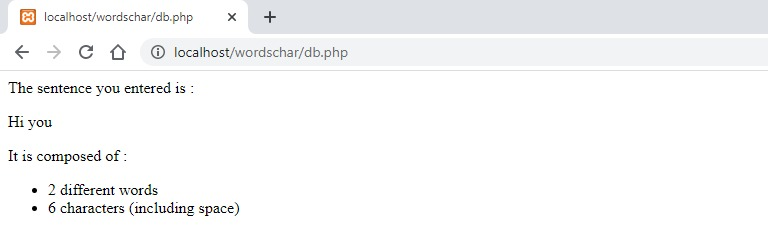 localhost/wordschar/db.php
localhost/wordschar/db.php
The sentence you entered is :
Hi you
It is composed of :
2 different words
6 characters (including space)